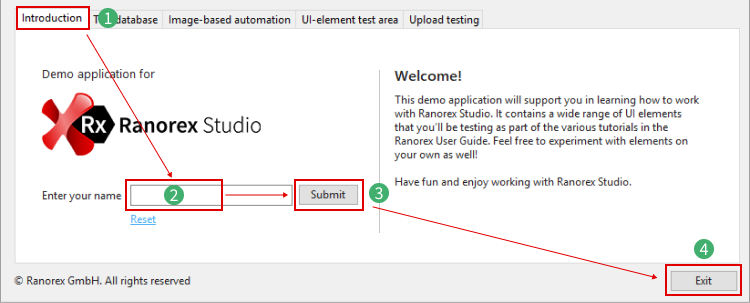 Introduction
1
database
Image-based automation
UI-element test area
Upload testing
Demo application for
Rx Ranorex Studio
Enter your name
2
Submit
3
Reset
Welcome!
This demo application will support you in learning how to work
with Ranorex Studio. It contains a wide range of UI elements
that you'll be testing as part of the various tutorials in the
Ranorex User Guide. Feel free to experiment with elements on
your own as well!
Have fun and enjoy working with Ranorex Studio.
4
© Ranorex GmbH. All rights reserved
Exit